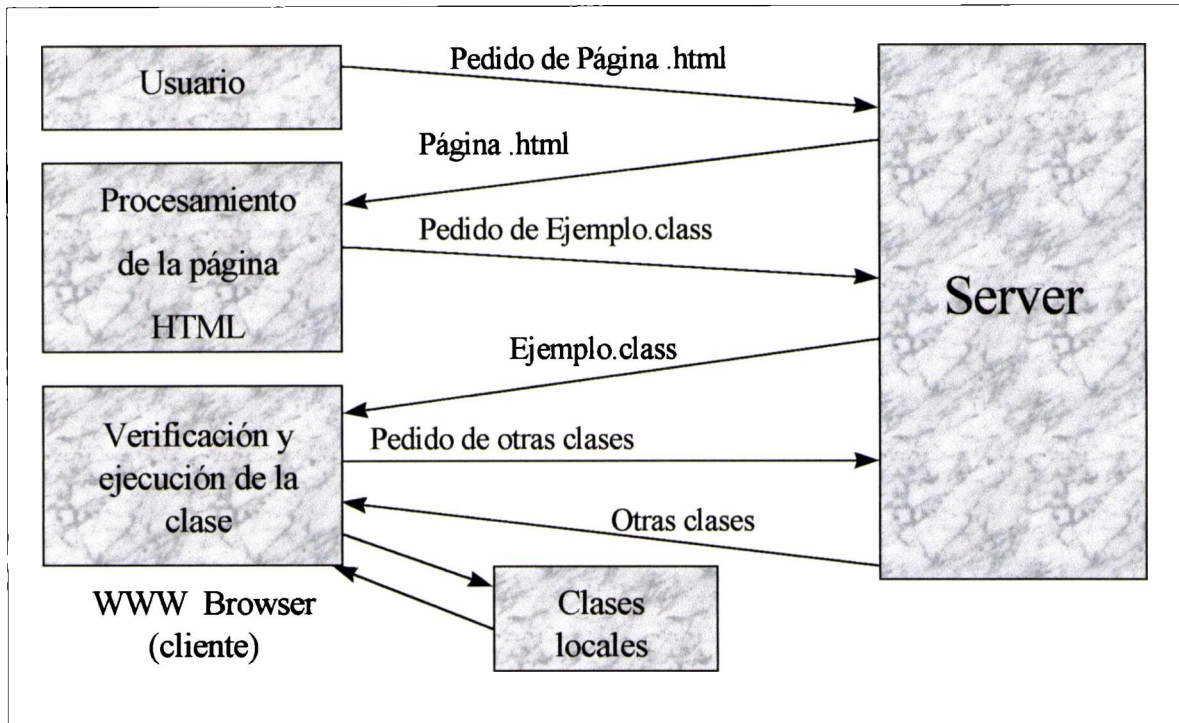 Usuario
Pedido de Página .html
Página .html
Procesamiento
de la página
HTML
Pedido de Ejemplo.class
Server
Ejemplo.class
Verificación y
ejecución de la
clase
Pedido de otras clases
Otras clases
WWW Browser
(cliente)
Clases
locales